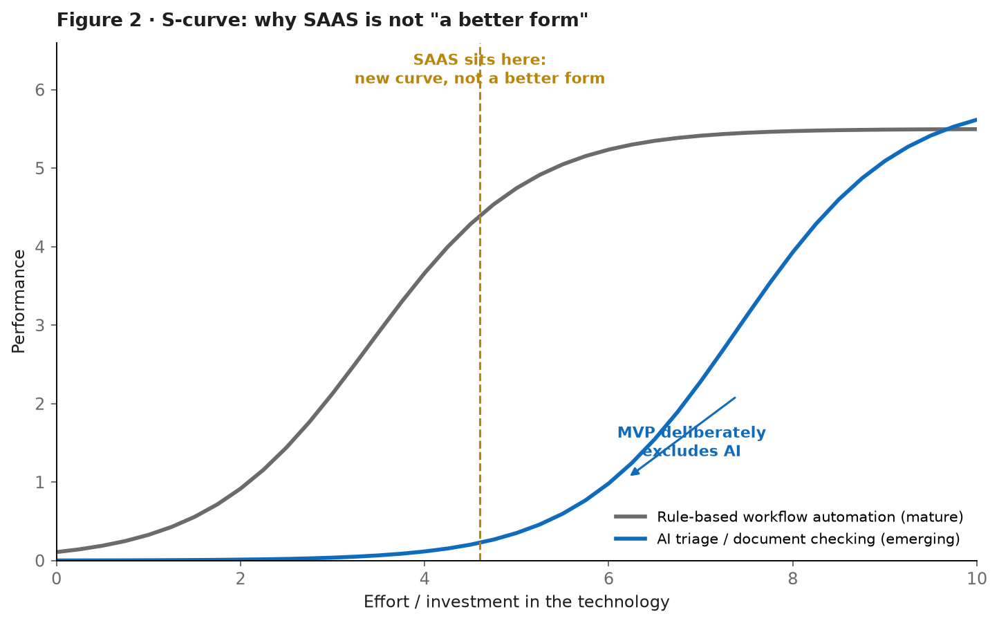 Figure 2 · S-curve: why SAAS is not "a better form"
SAAS sits here:
new curve, not a better form
6
5
4
3
2
1
0
Performance
MVP deliberately
excludes AI
Rule-based workflow automation (mature)
AI triage / document checking (emerging)
0 2 4 6 8 10
Effort / investment in the technology